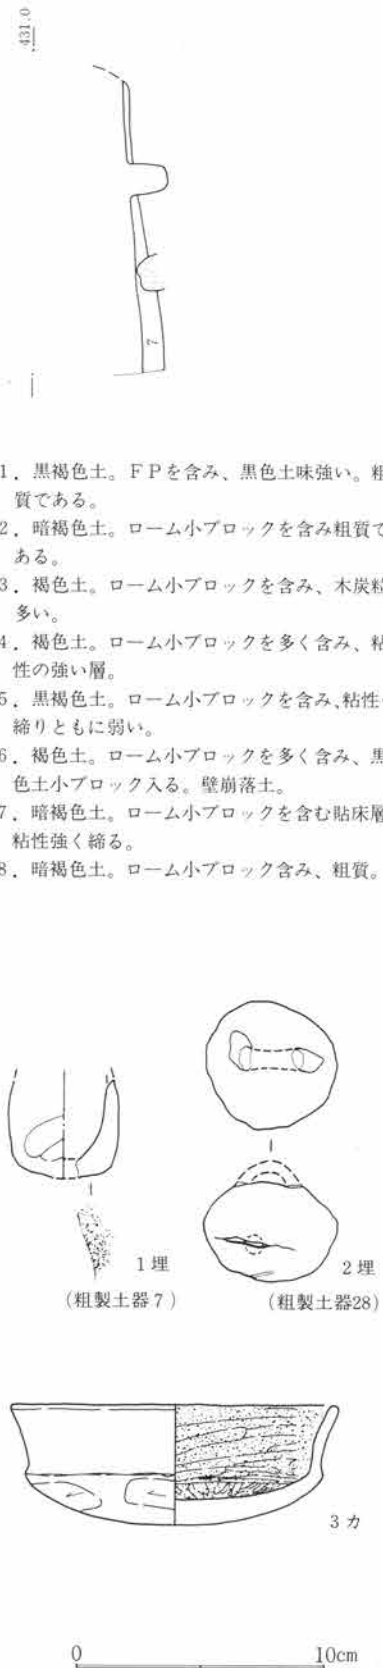 431.0
7
1．黒褐色土。ＦＰを含み、黒色土味強い。粗
質である。
2．暗褐色土。ローム小ブロックを含み粗質で
ある。
3．褐色土。ローム小ブロックを含み、木炭粒
多い。
4．褐色土。ローム小ブロックを多く含み、粘
性の強い層。
5．黒褐色土。ローム小ブロックを含み、粘性・
締りともに弱い。
6．褐色土。ローム小ブロックを多く含み、黒
色土小ブロック入る。壁崩落土。
7．暗褐色土。ローム小ブロックを含む貼床層
粘性強く締る。
8．暗褐色土。ローム小ブロック含み、粗質。
1 埋
(粗製土器 7 )
2 埋
(粗製土器28)
3 カ
0 10cm